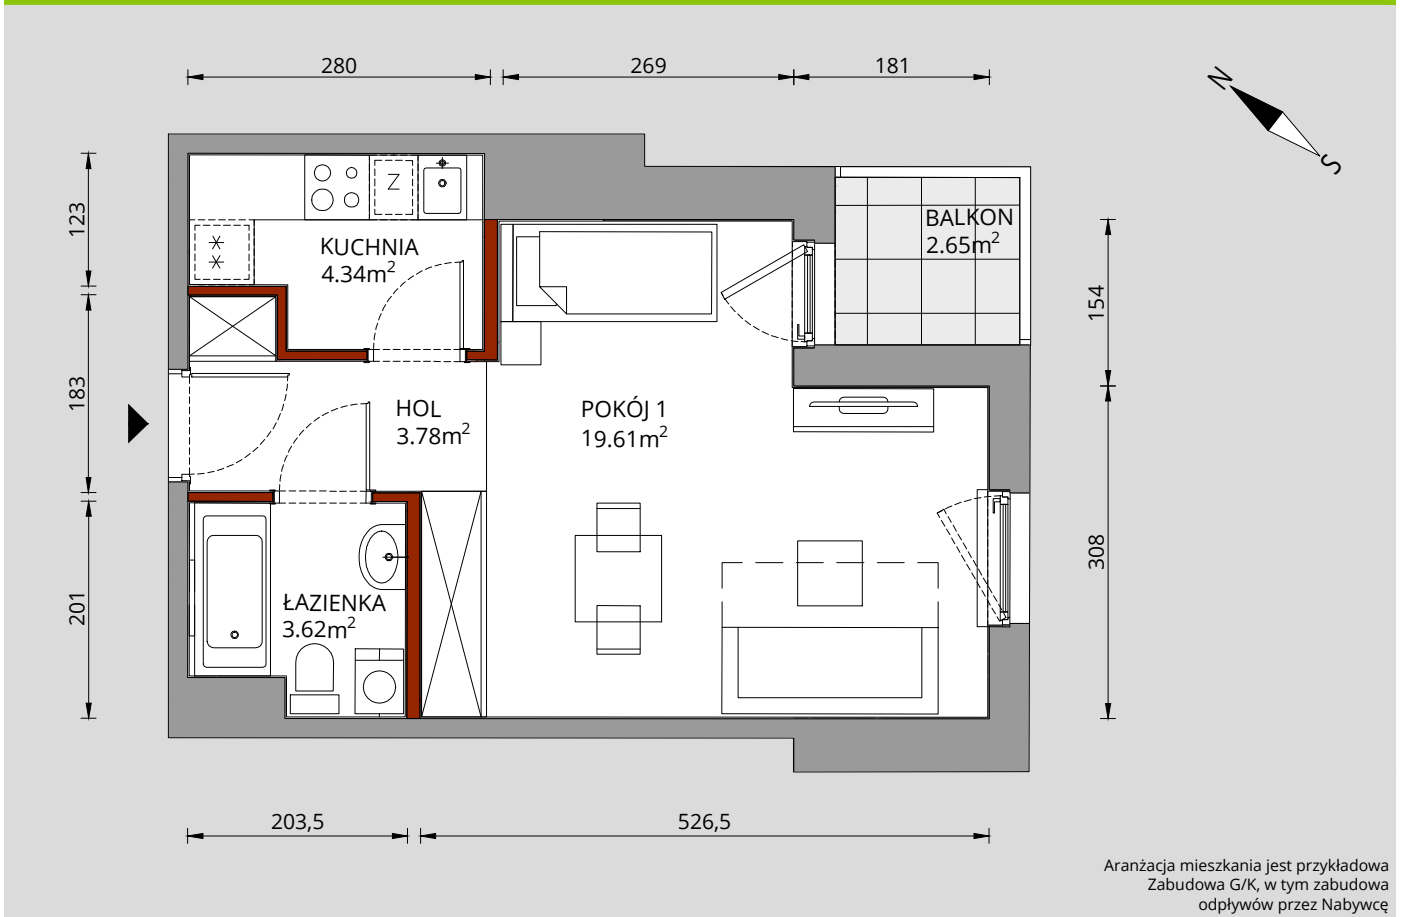 280
269
181
N
S
123
183
201
KUCHNIA
4.34m²
Z
BALKON
2.65m²
154
HOL
3.78m²
POKÓJ 1
19.61m²
308
ŁAZIENKA
3.62m²
203,5
526,5
Aranżacja mieszkania jest przykładowa
Zabudowa G/K, w tym zabudowa
odpływów przez Nabywcę